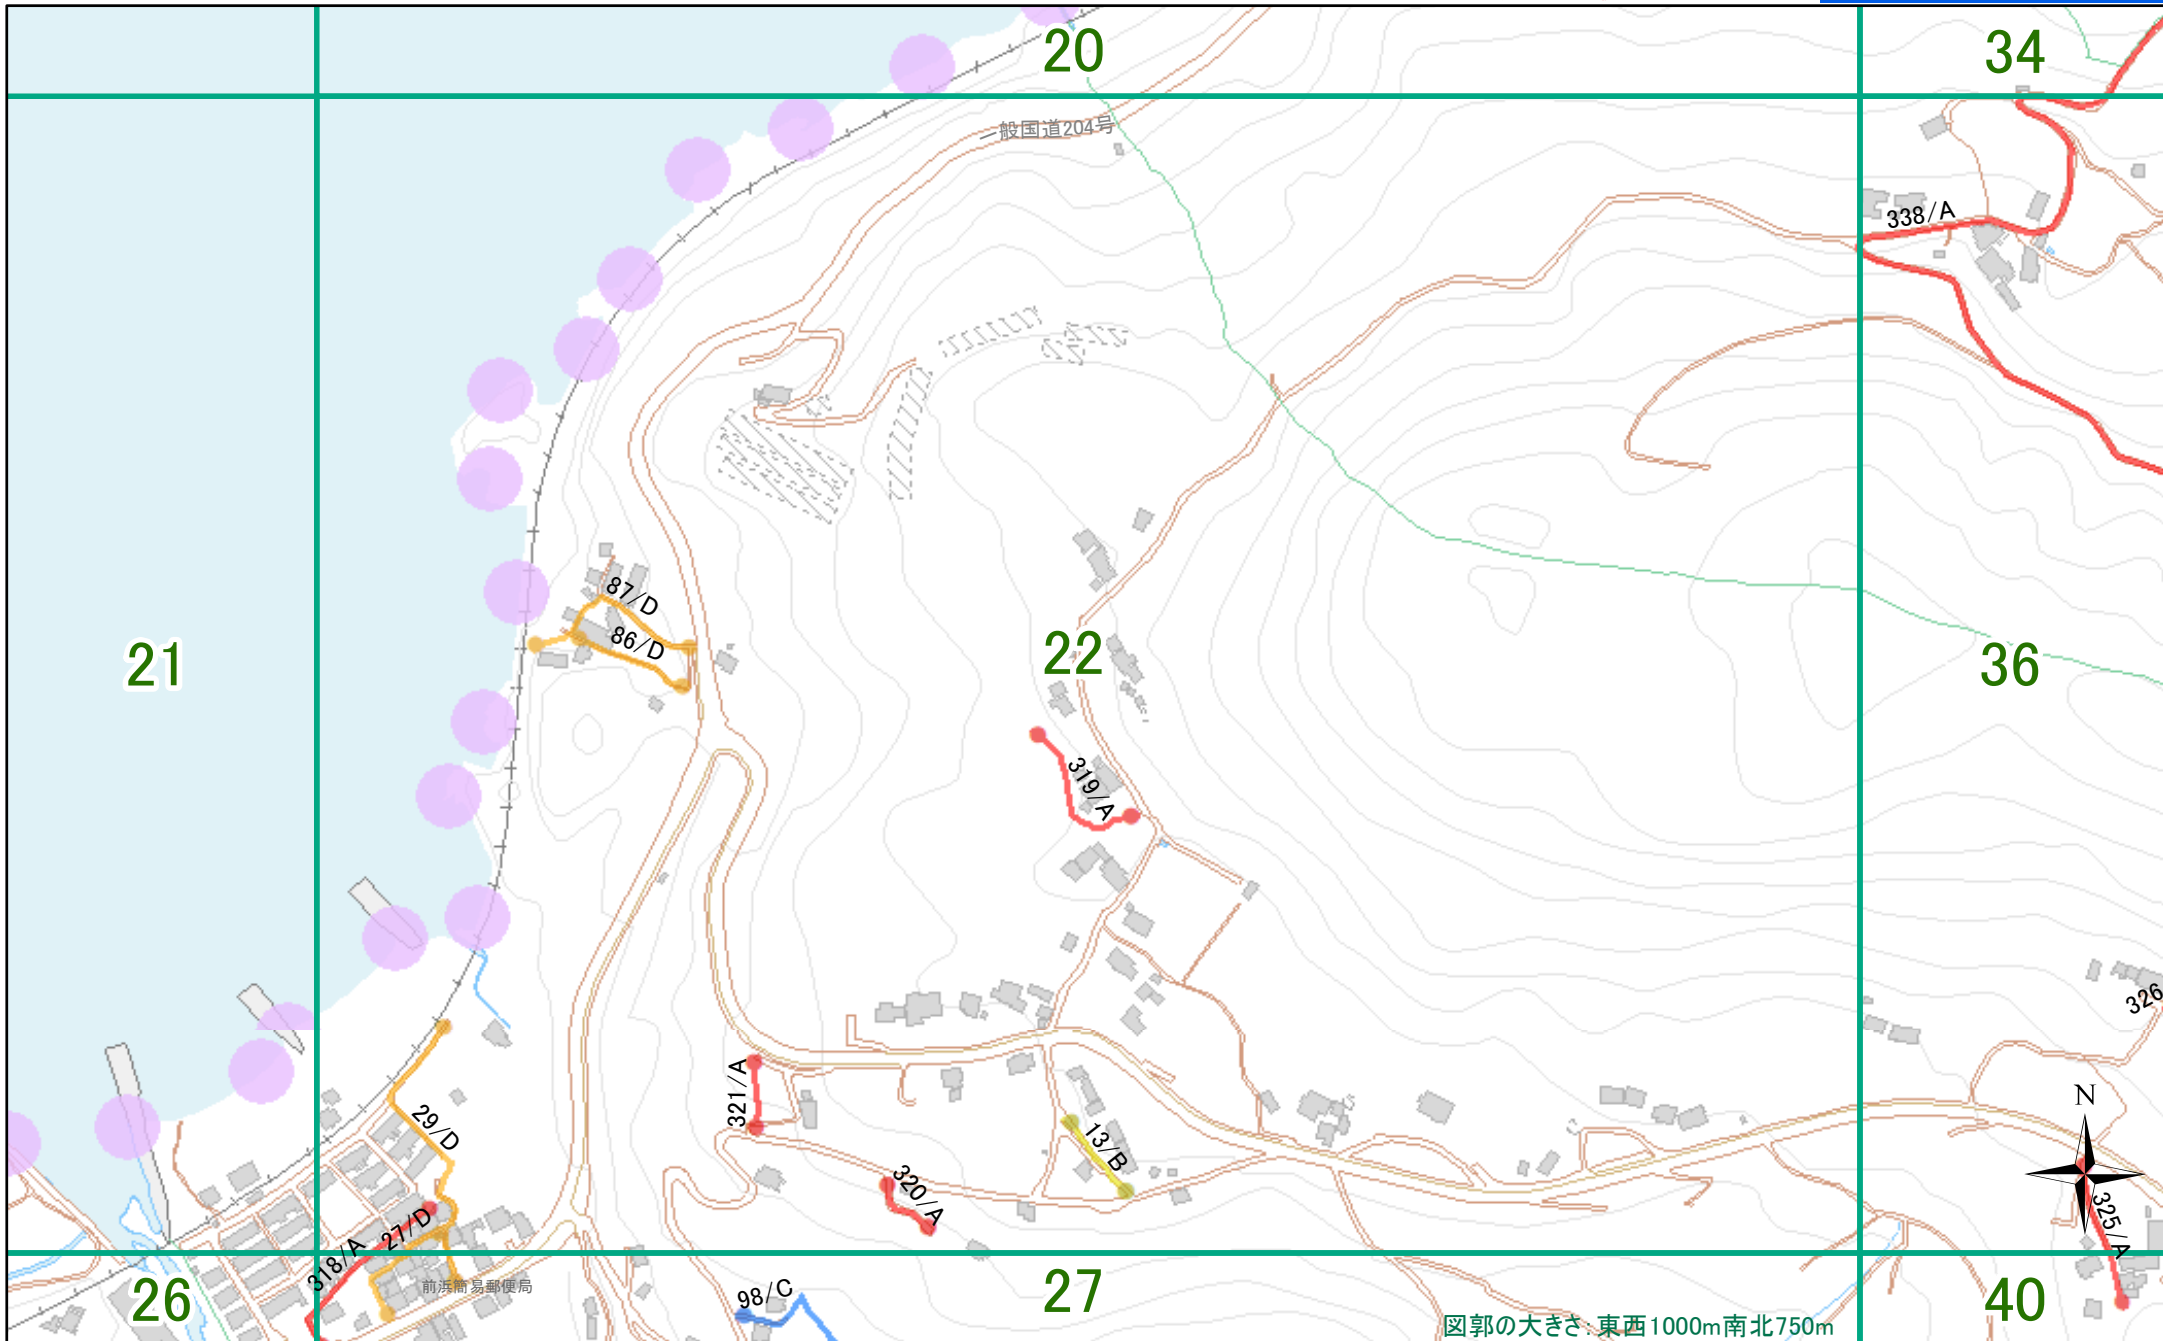 20
34
一般国道204号
338/A
87/D
86/D
21
22
36
319/A
326
N
321/A
29/D
13/B
320/A
325/A
27/D
318/A
前浜簡易郵便局
98/C
26
27
40
図郭の大きさ:東西1000m南北750m